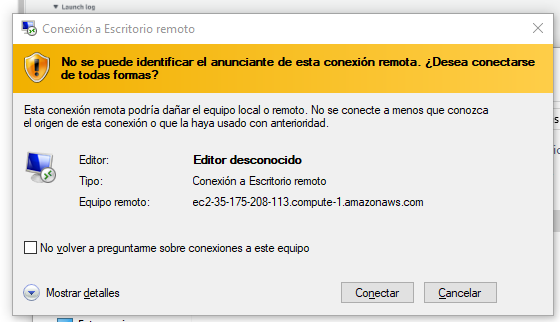 Launch log
Conexión a Escritorio remoto
No se puede identificar el anunciante de esta conexión remota. ¿Desea conectarse
de todas formas?
Esta conexión remota podría dañar el equipo local o remoto. No se conecte a menos que conozca
el origen de esta conexión o que la haya usado con anterioridad.
Editor: Editor desconocido
Tipo: Conexión a Escritorio remoto
Equipo remoto: ec2-35-175-208-113.compute-1.amazonaws.com
No volver a preguntarme sobre conexiones a este equipo
Mostrar detalles Conectar Cancelar